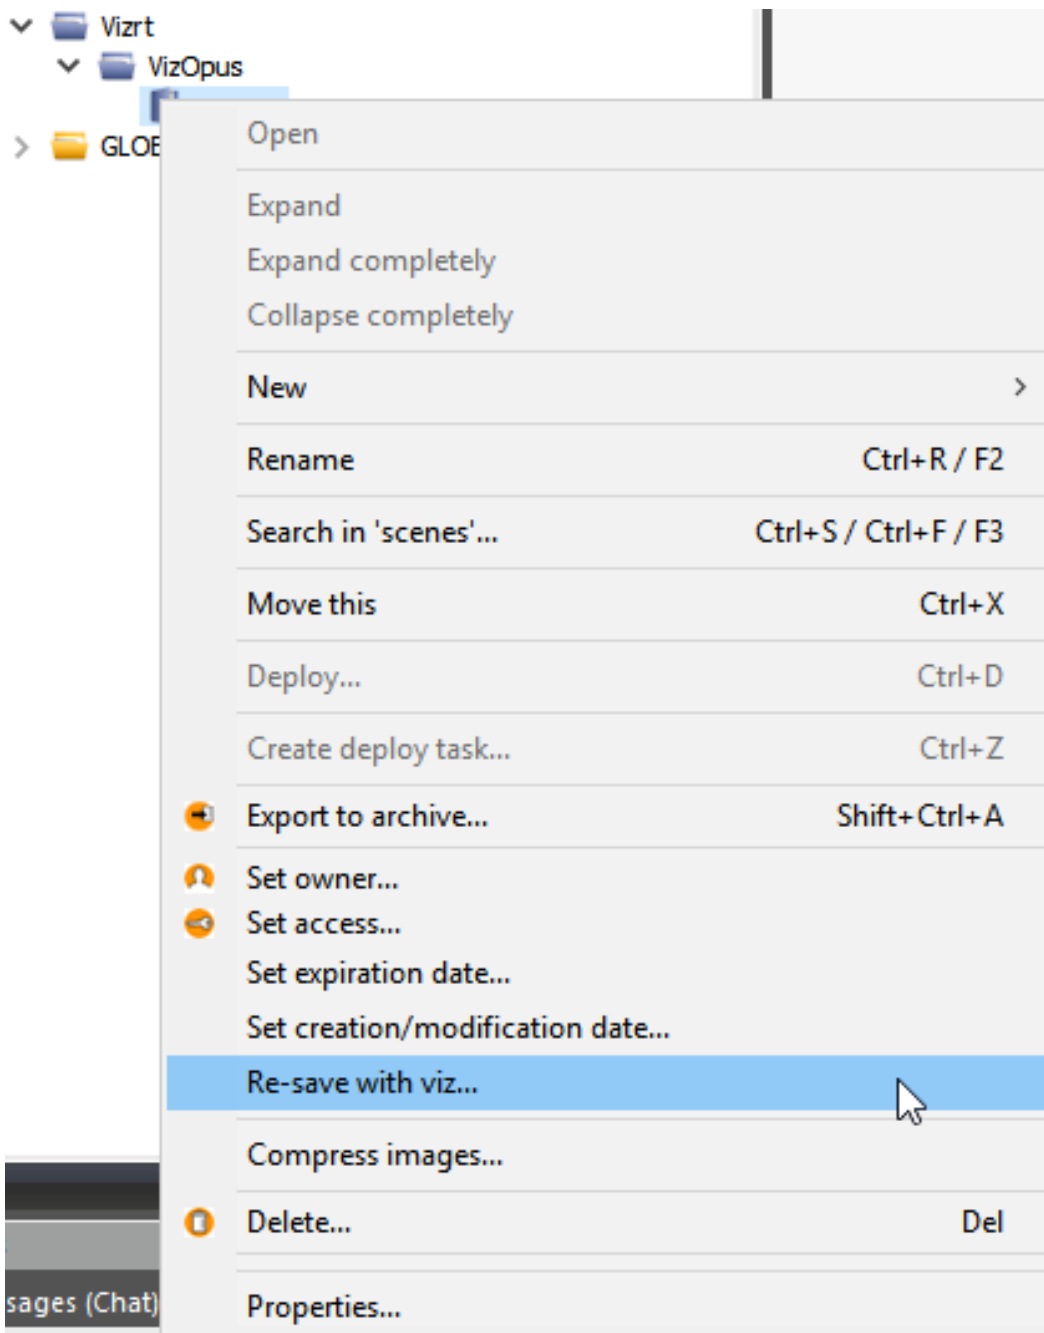 Vizrt
VizOpus
Open
Expand
Expand completely
Collapse completely
New
Rename Ctrl+R / F2
Search in 'scenes'... Ctrl+S / Ctrl+F / F3
Move this Ctrl+X
Deploy... Ctrl+D
Create deploy task... Ctrl+Z
Export to archive... Shift+Ctrl+A
Set owner...
Set access...
Set expiration date...
Set creation/modification date...
Re-save with viz...
Compress images...
Delete... Del
(Chat)
Properties...